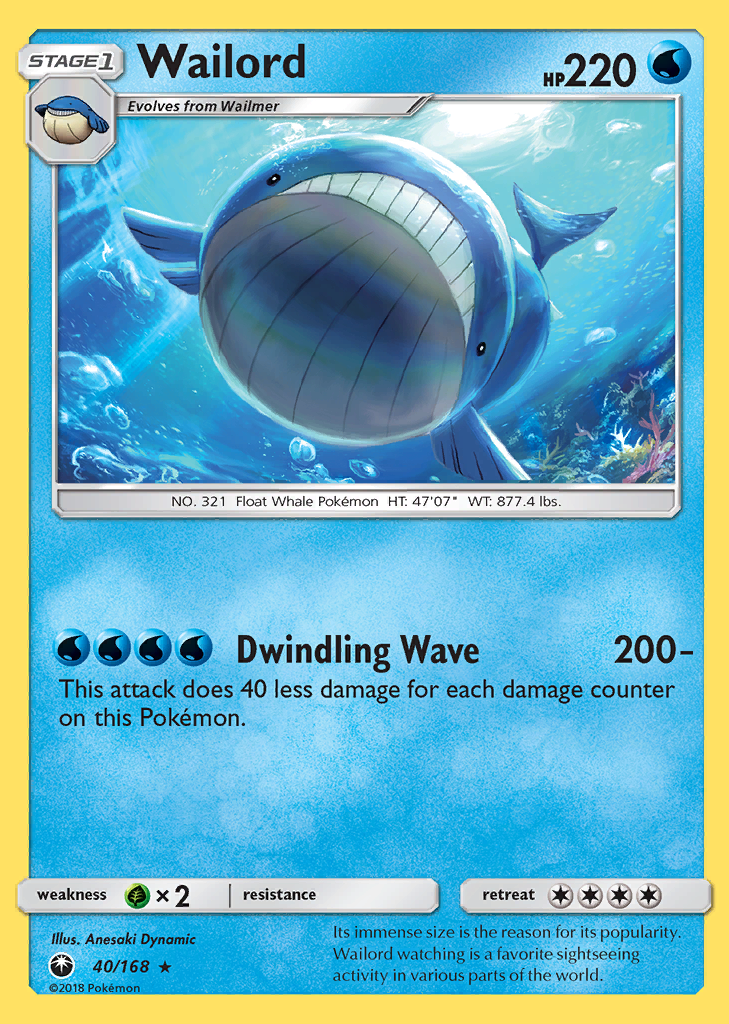 STAGE1
Wailord
HP220
Evolves from Wailmer
NO. 321 Float Whale Pokémon HT: 47'07" WT: 877.4 lbs.
Dwindling Wave 200-
This attack does 40 less damage for each damage counter
on this Pokémon.
weakness ×2 resistance retreat
Illus. Anesaki Dynamic
40/168 ★
©2018 Pokémon
Its immense size is the reason for its popularity.
Wailord watching is a favorite sightseeing
activity in various parts of the world.